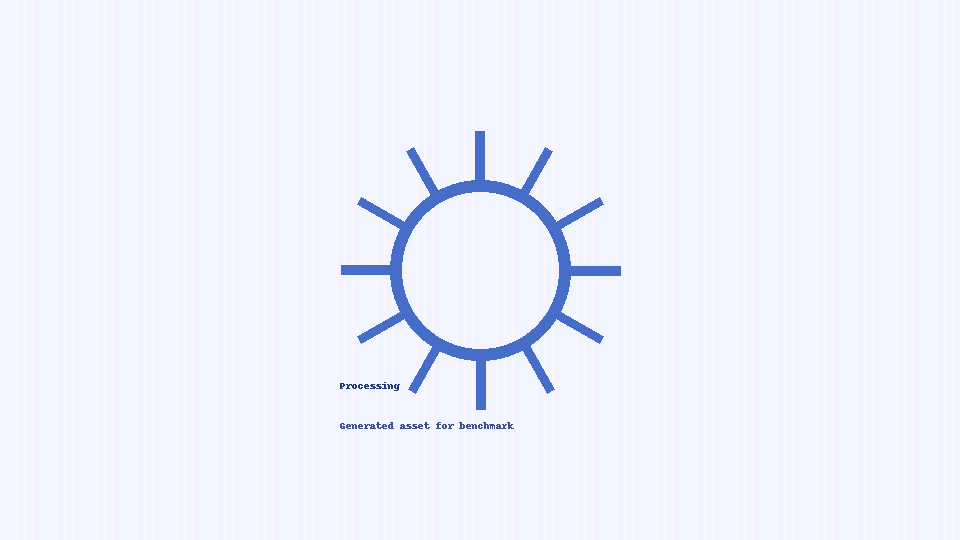 Processing
Generated asset for benchmark